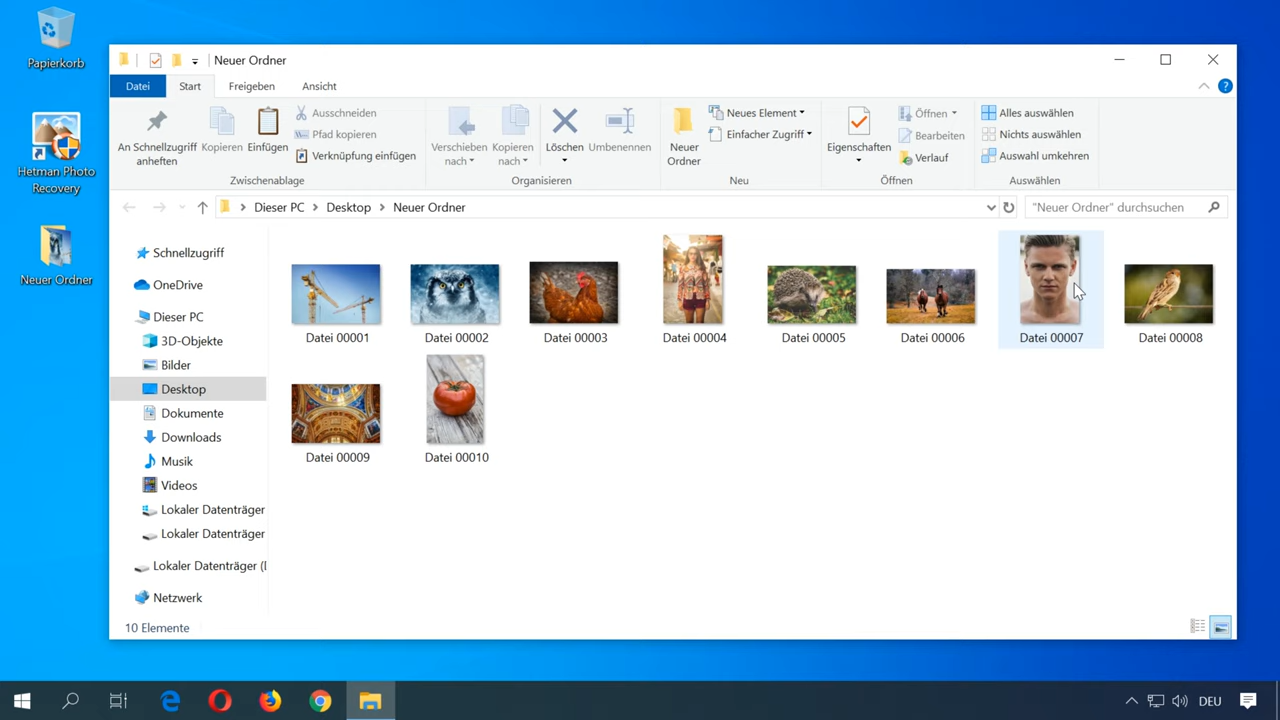 Papierkorb
Hetman Photo
Recovery
Neuer Ordner
Neuer Ordner
Datei
Start
Freigeben
Ansicht
An Schnellzugriff
anheften
Kopieren
Einfügen
Ausschneiden
Pfad kopieren
Verknüpfung einfügen
Zwischenablage
Verschieben
nach
Kopieren
nach
Löschen
Umbenennen
Organisieren
Neuer
Ordner
Neues Element
Einfacher Zugriff
Neu
Eigenschaften
Öffnen
Bearbeiten
Verlauf
Öffnen
Alles auswählen
Nichts auswählen
Auswahl umkehren
Auswählen
Dieser PC
Desktop
Neuer Ordner
"Neuer Ordner" durchsuchen
Schnellzugriff
OneDrive
Dieser PC
3D-Objekte
Bilder
Desktop
Dokumente
Downloads
Musik
Videos
Lokaler Datenträger
Lokaler Datenträger
Lokaler Datenträger (
Netzwerk
Datei 00001
Datei 00002
Datei 00003
Datei 00004
Datei 00005
Datei 00006
Datei 00007
Datei 00008
Datei 00009
Datei 00010
10 Elemente
DEU